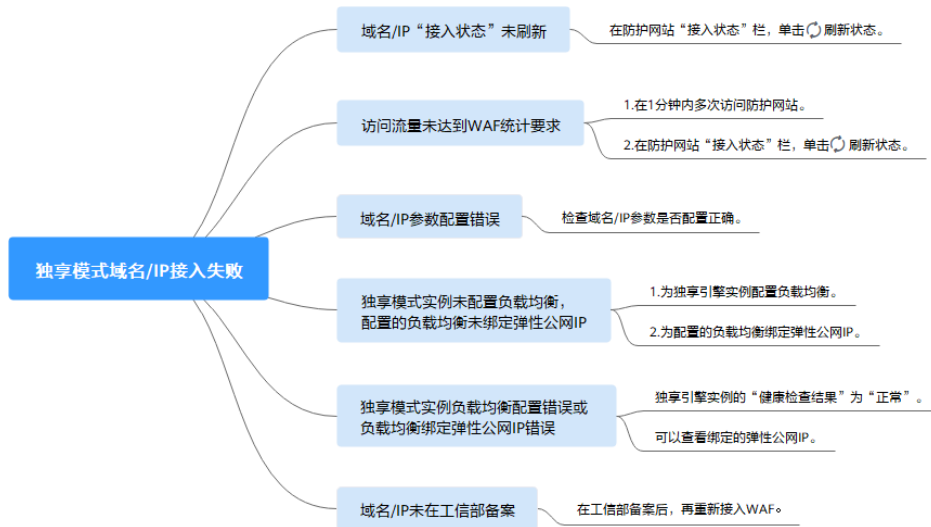 独享模式域名/IP接入失败
域名/IP“接入状态”未刷新
在防护网站“接入状态”栏，单击 刷新状态。
访问流量未达到WAF统计要求
1.在1分钟内多次访问防护网站。
2.在防护网站“接入状态”栏，单击 刷新状态。
域名/IP参数配置错误
检查域名/IP参数是否配置正确。
独享模式实例未配置负载均衡，
配置的负载均衡未绑定弹性公网IP
1.为独享引擎实例配置负载均衡。
2.为配置的负载均衡绑定弹性公网IP。
独享模式实例负载均衡配置错误或
负载均衡绑定弹性公网IP错误
独享引擎实例的“健康检查结果”为“正常”。
可以查看绑定的弹性公网IP。
域名/IP未在工信部备案
在工信部备案后，再重新接入WAF。